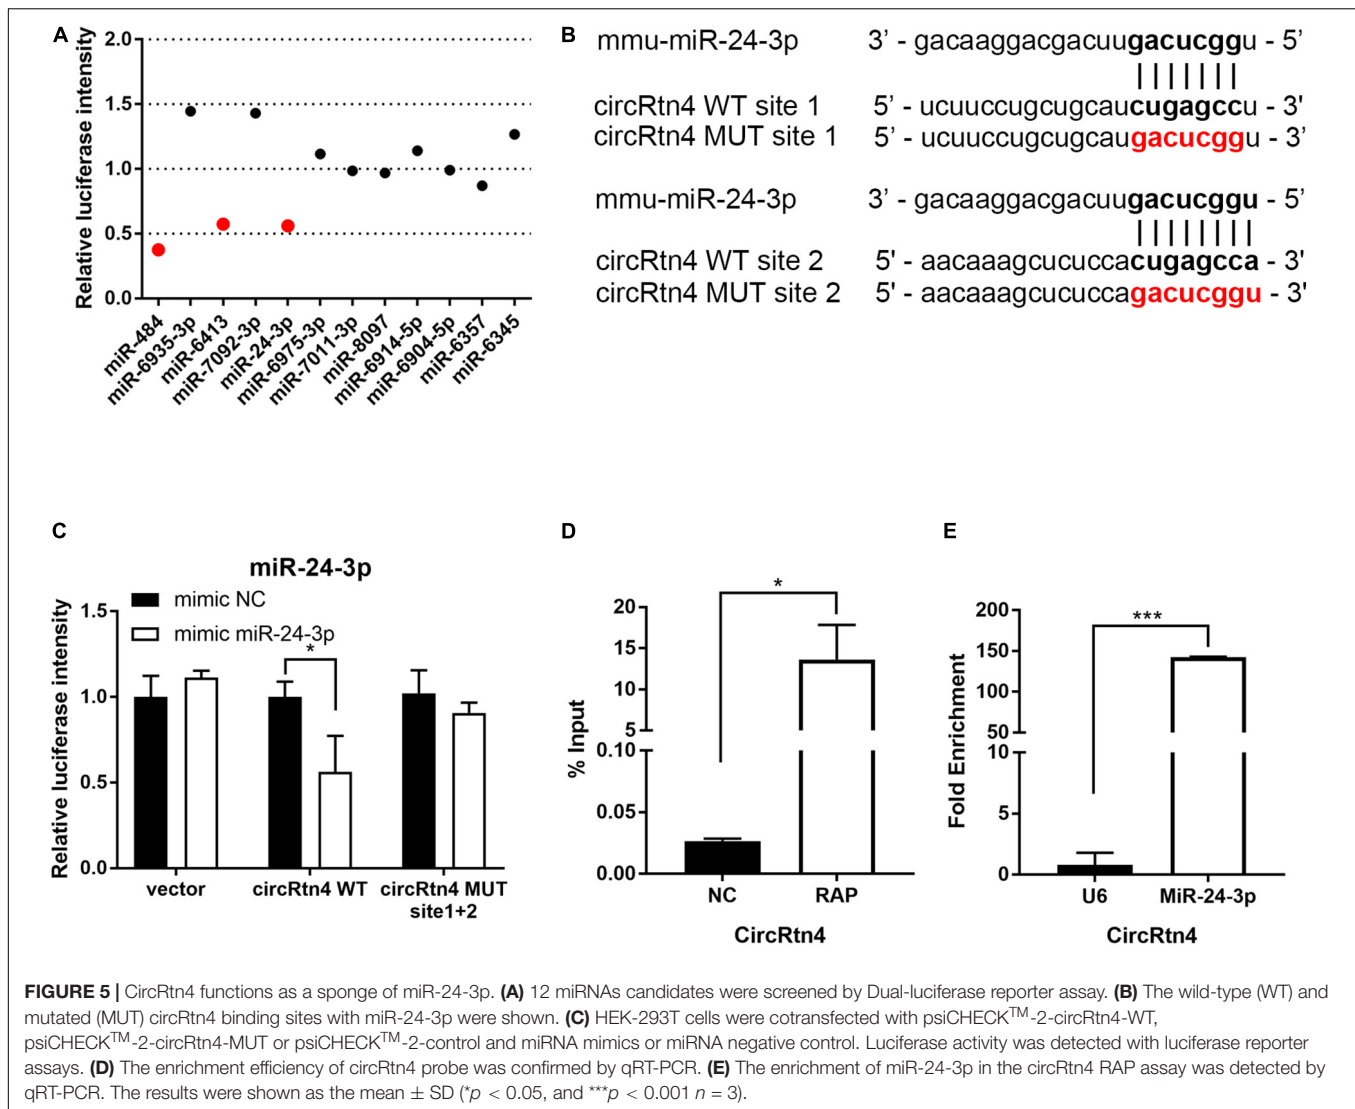 A
Relative luciferase intensity
2.0
1.5
1.0
0.5
0.0
miR-484
miR-6935-3p
miR-6413
miR-7092-3p
miR-24-3p
miR-6975-3p
miR-7011-3p
miR-8097
miR-6914-5p
miR-6904-5p
miR-6357
miR-6345
B
mmu-miR-24-3p 3’ - gacaaggacgacuugacucggu - 5’
circRtn4 WT site 1 5’ - ucuuccugcugcaucugagccu - 3'
circRtn4 MUT site 1 5’ - ucuuccugcugcaugacucggu - 3’
mmu-miR-24-3p 3’ - gacaaggacgacuugacucggu - 5’
circRtn4 WT site 2 5' - aacaaagcucuccacugagcca - 3'
circRtn4 MUT site 2 5' - aacaaagcucuccagacucggu - 3'
C
miR-24-3p
mimic NC
mimic miR-24-3p
Relative luciferase intensity
1.5
1.0
0.5
0.0
*
vector
circRtn4 WT
circRtn4 MUT
site1+2
D
% Input
20
15
10
5
0.10
0.05
0.00
*
NC
RAP
CircRtn4
E
Fold Enrichment
200
150
100
50
10
5
0
***
U6
MiR-24-3p
CircRtn4
FIGURE 5 | CircRtn4 functions as a sponge of miR-24-3p. (A) 12 miRNAs candidates were screened by Dual-luciferase reporter assay. (B) The wild-type (WT) and
mutated (MUT) circRtn4 binding sites with miR-24-3p were shown. (C) HEK-293T cells were cotransfected with psiCHECK™-2-circRtn4-WT,
psiCHECK™-2-circRtn4-MUT or psiCHECK™-2-control and miRNA mimics or miRNA negative control. Luciferase activity was detected with luciferase reporter
assays. (D) The enrichment efficiency of circRtn4 probe was confirmed by qRT-PCR. (E) The enrichment of miR-24-3p in the circRtn4 RAP assay was detected by
qRT-PCR. The results were shown as the mean ± SD (*p < 0.05, and ***p < 0.001 n = 3).